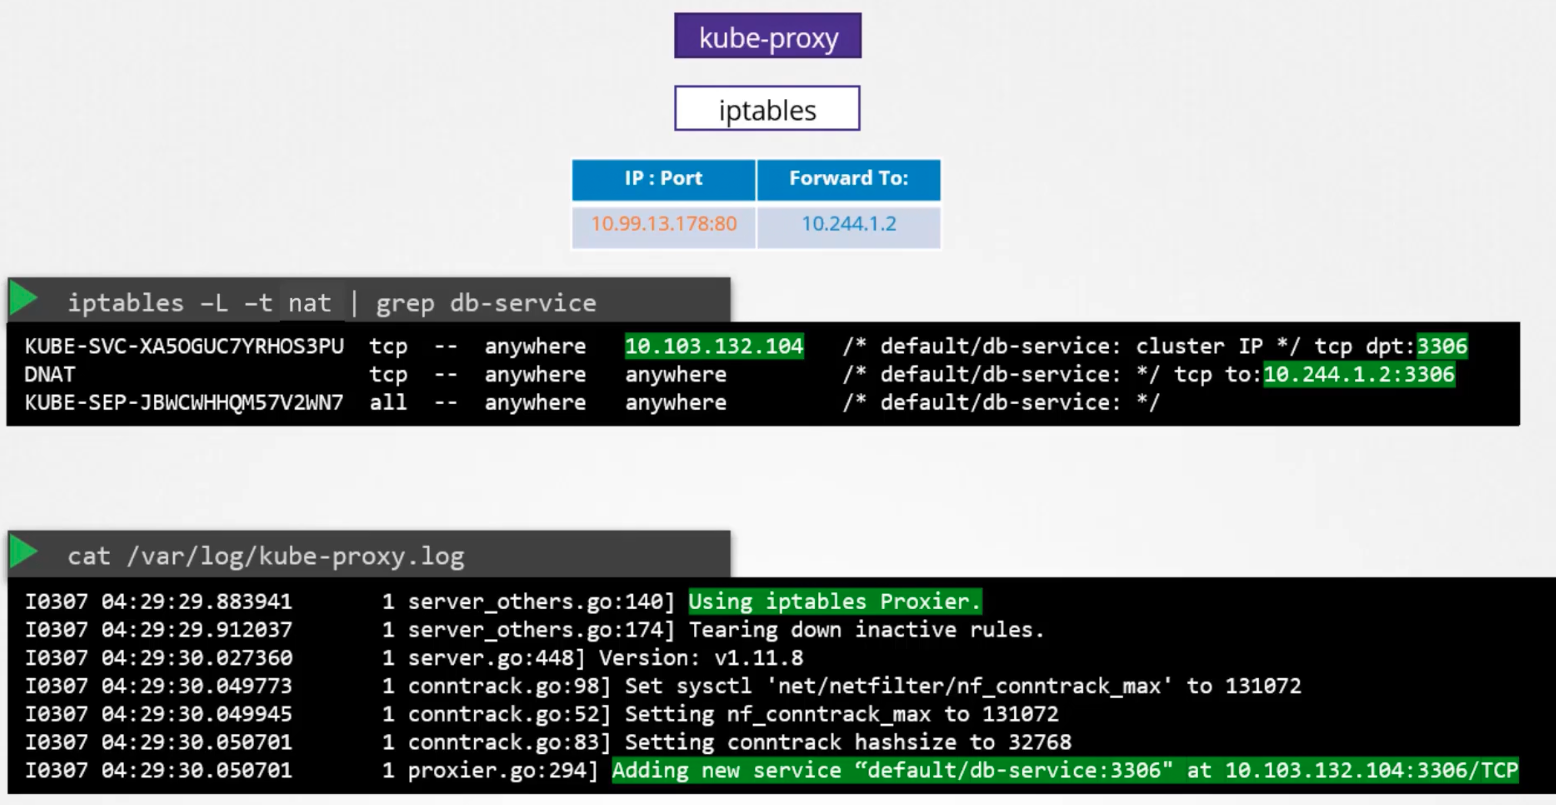 kube-proxy
iptables
IP : Port Forward To:
10.99.13.178:80 10.244.1.2
iptables –L –t nat | grep db-service
KUBE-SVC-XA5OGUC7YRHOS3PU tcp -- anywhere 10.103.132.104 /* default/db-service: cluster IP */ tcp dpt:3306
DNAT tcp -- anywhere anywhere /* default/db-service: */ tcp to:10.244.1.2:3306
KUBE-SEP-JBWCWHHQM57V2WN7 all -- anywhere anywhere /* default/db-service: */
cat /var/log/kube-proxy.log
I0307 04:29:29.883941 1 server_others.go:140] Using iptables Proxier.
I0307 04:29:29.912037 1 server_others.go:174] Tearing down inactive rules.
I0307 04:29:30.027360 1 server.go:448] Version: v1.11.8
I0307 04:29:30.049773 1 conntrack.go:98] Set sysctl 'net/netfilter/nf_conntrack_max' to 131072
I0307 04:29:30.049945 1 conntrack.go:52] Setting nf_conntrack_max to 131072
I0307 04:29:30.050701 1 conntrack.go:83] Setting conntrack hashsize to 32768
I0307 04:29:30.050701 1 proxier.go:294] Adding new service “default/db-service:3306" at 10.103.132.104:3306/TCP